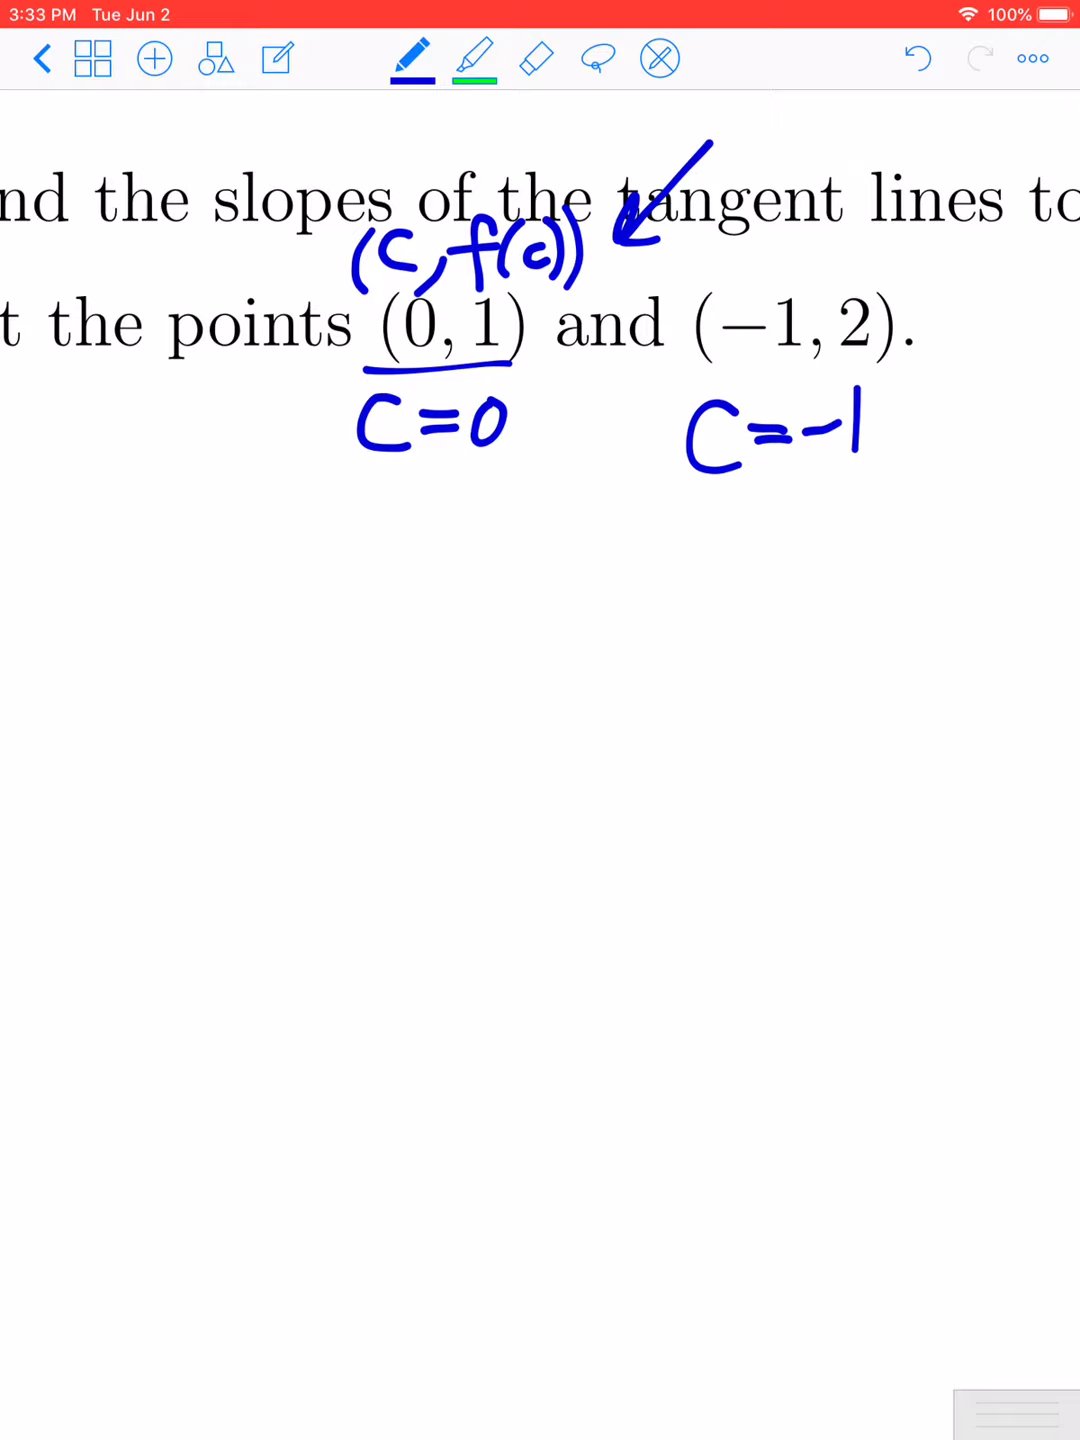 3:33 PM Tue Jun 2 100%
nd the slopes of the tangent lines to
(c, f(c))
t the points (0, 1) and (−1, 2).
C=0 C=-1